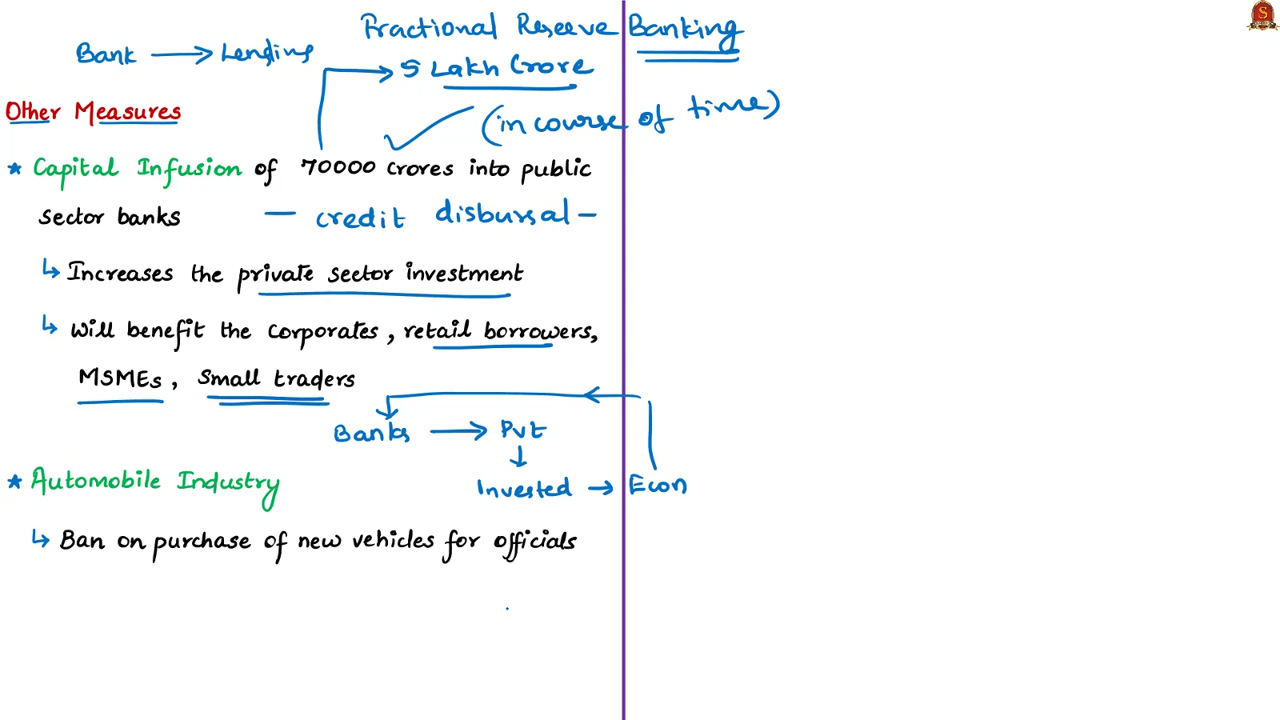 Fractional Reserve Banking
Bank → Lending
5 Lakh Crore
Other Measures
(in course of time)
* Capital Infusion of 70000 crores into public
sector banks — credit disbursal —
↳ Increases the private sector investment
↳ Will benefit the corporates, retail borrowers,
MSMEs, Small traders
Banks → Pvt
* Automobile Industry
Invested → Econ
↳ Ban on purchase of new vehicles for officials
S